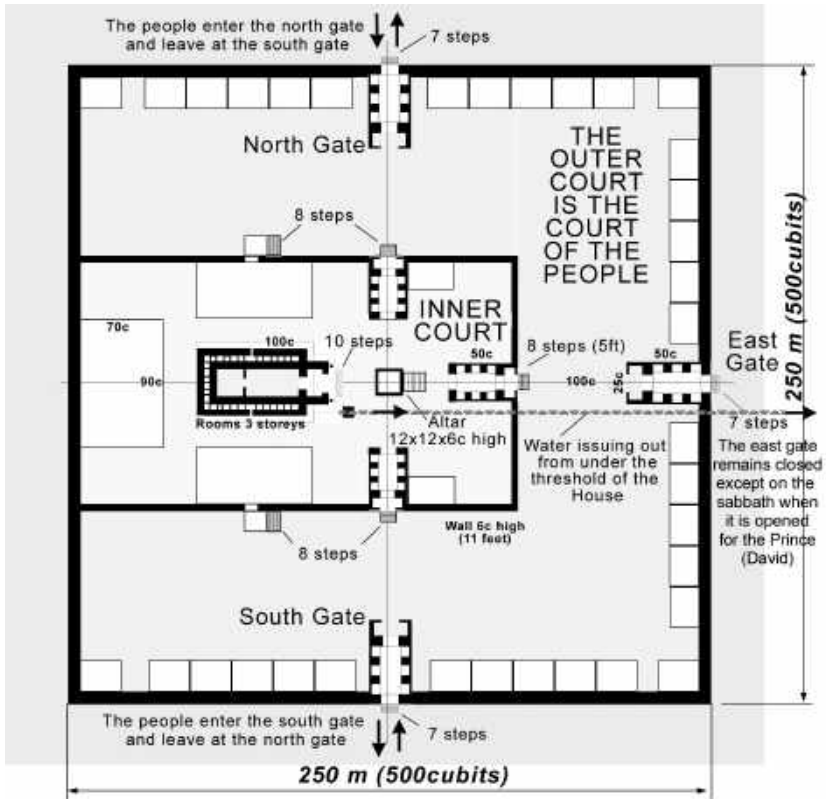 The people enter the north gate
and leave at the south gate
7 steps
North Gate
THE
OUTER
COURT
IS THE
COURT
OF THE
PEOPLE
8 steps
INNER
COURT
70c
100c
10 steps
50c
8 steps (5ft)
50c
East
Gate
90c
100c
25c
250 m (500cubits)
Rooms 3 storeys
Altar
12x12x6c high
7 steps
Water issuing out
from under the
threshold of the
House
The east gate
remains closed
except on the
sabbath when
it is opened
for the Prince
(David)
Wall 6c high
(11 feet)
8 steps
South Gate
The people enter the south gate
and leave at the north gate
7 steps
250 m (500cubits)